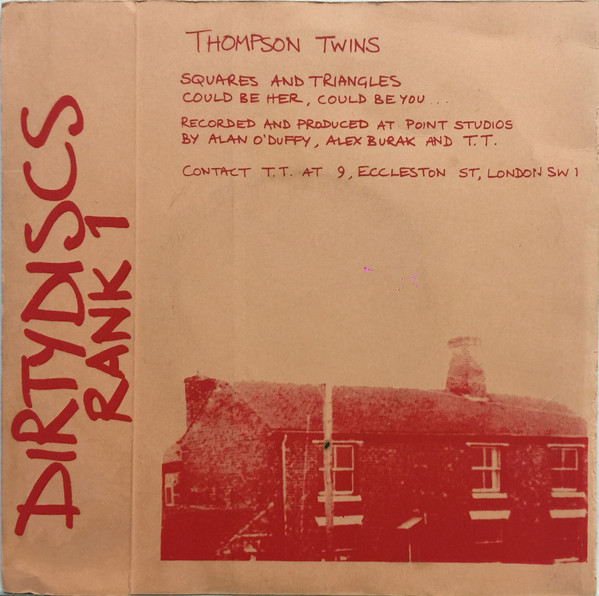 THOMPSON TWINS
SQUARES AND TRIANGLES
COULD BE HER, COULD BE YOU...
RECORDED AND PRODUCED AT POINT STUDIOS
BY ALAN O'DUFFY, ALEX BURAK AND T.T.
CONTACT T.T. AT 9, ECCLESTON ST, LONDON SW1
DIRTYDISCS
RANK 1